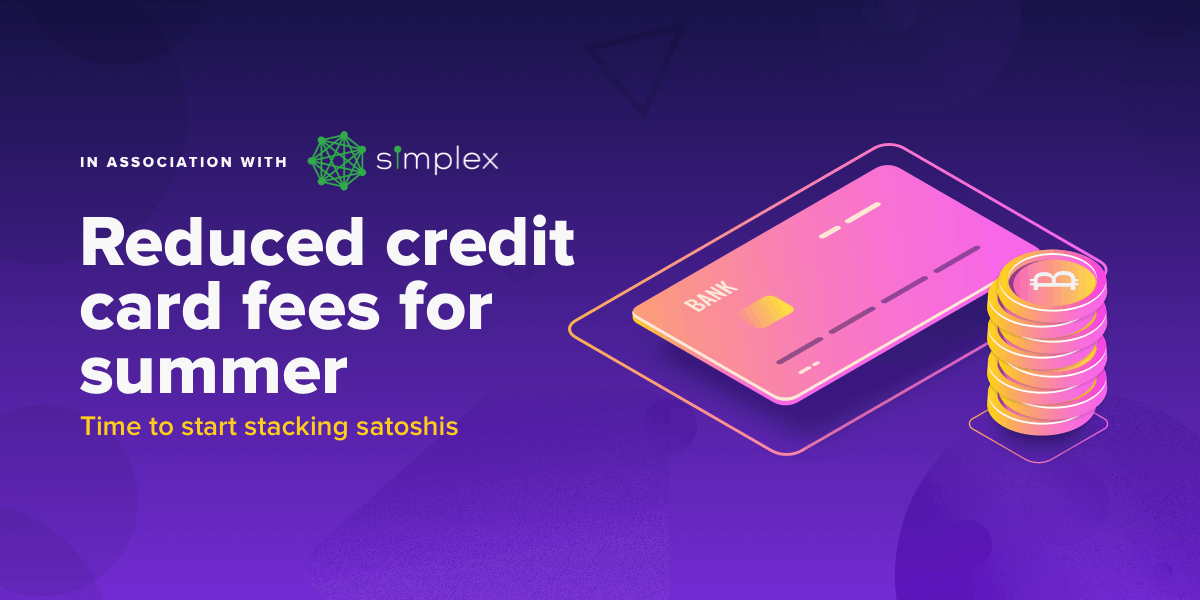 IN ASSOCIATION WITH simplex
Reduced credit
card fees for
summer
Time to start stacking satoshis
BANK
B